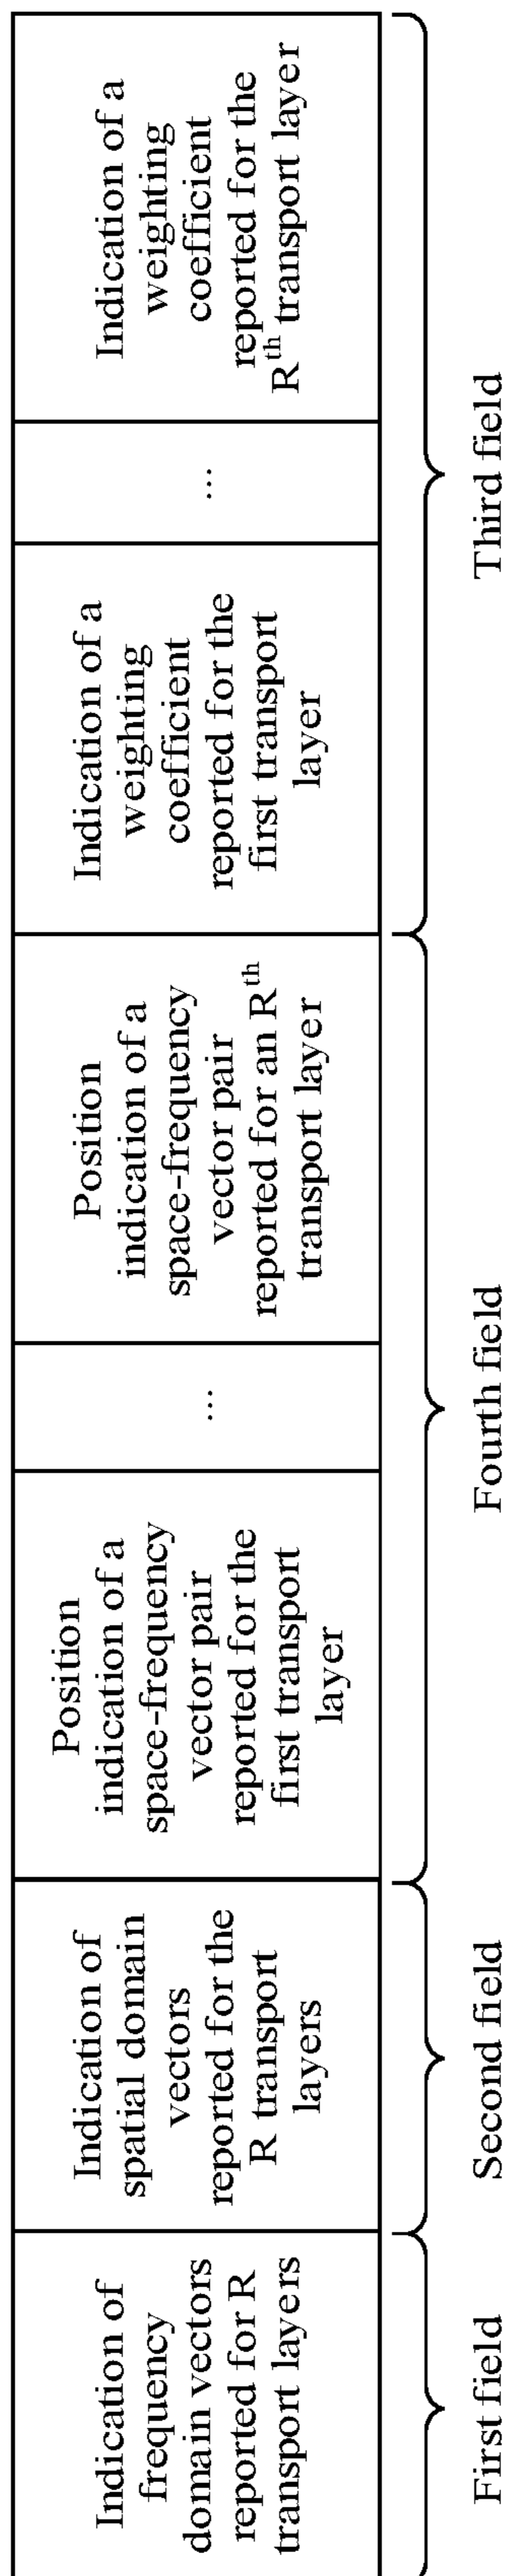 Indication of
frequency
domain vectors
reported for R
transport layers
Indication of
spatial domain
vectors
reported for the
R transport
layers
Position
indication of a
space-frequency
vector pair
reported for the
first transport
layer
...
Position
indication of a
space-frequency
vector pair
reported for an Rth
transport layer
Indication of a
weighting
coefficient
reported for the
first transport
layer
...
Indication of a
weighting
coefficient
reported for the
Rth transport layer
First field
Second field
Fourth field
Third field